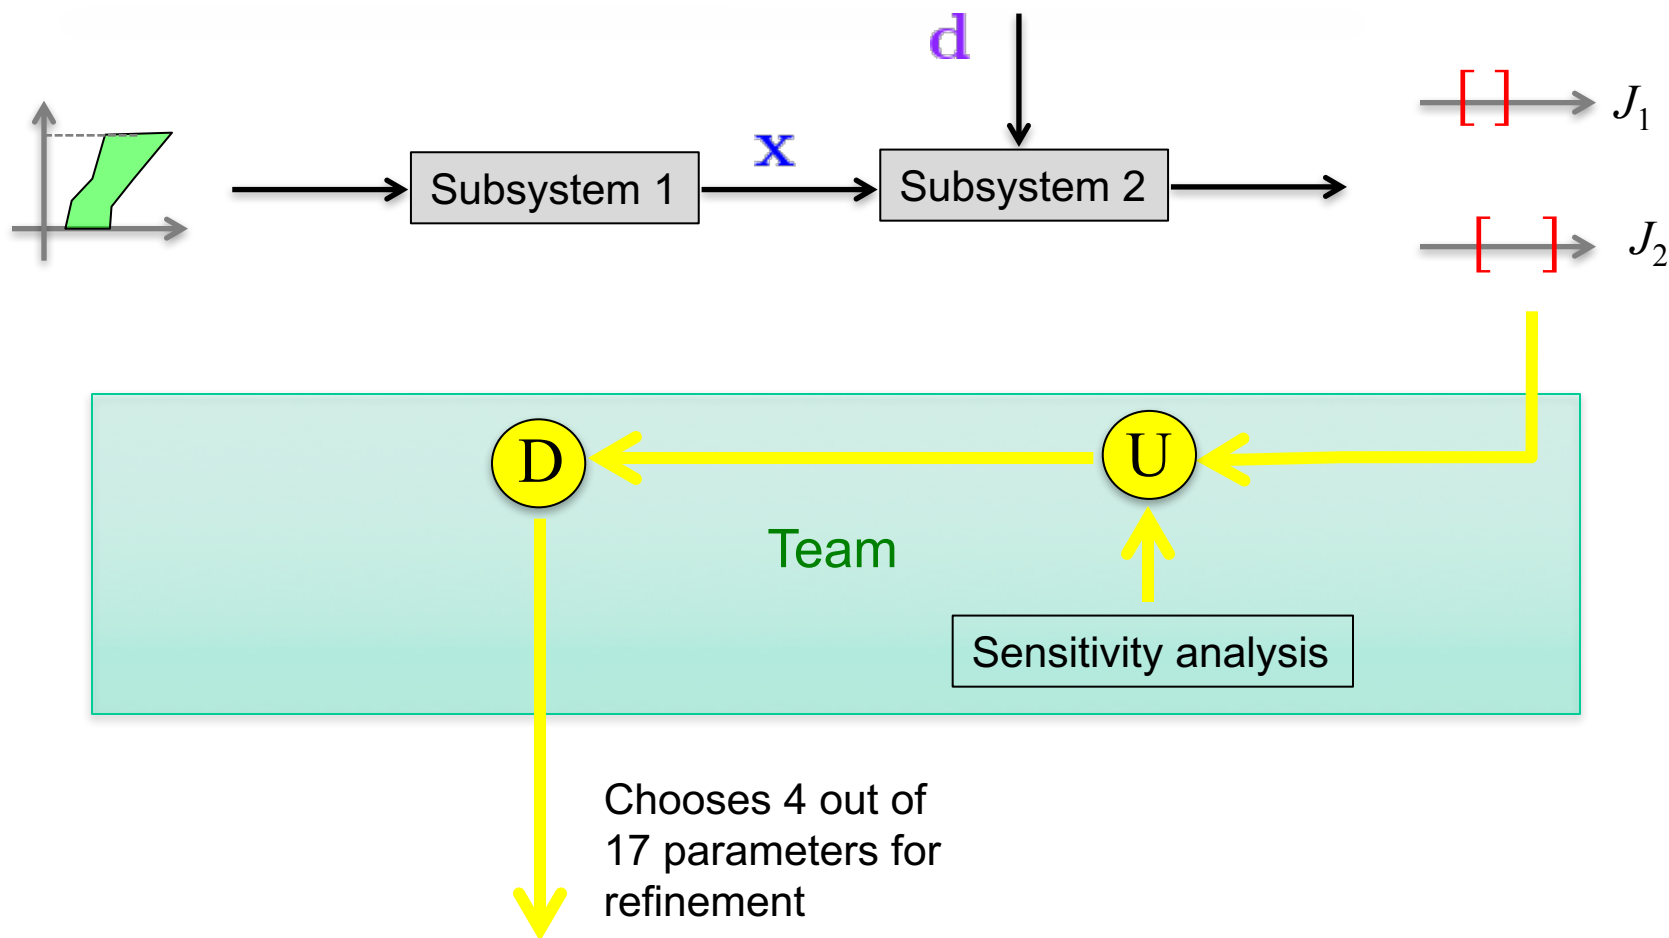 d
J1
x
Subsystem 1
Subsystem 2
J2
D
U
Team
Sensitivity analysis
Chooses 4 out of
17 parameters for
refinement